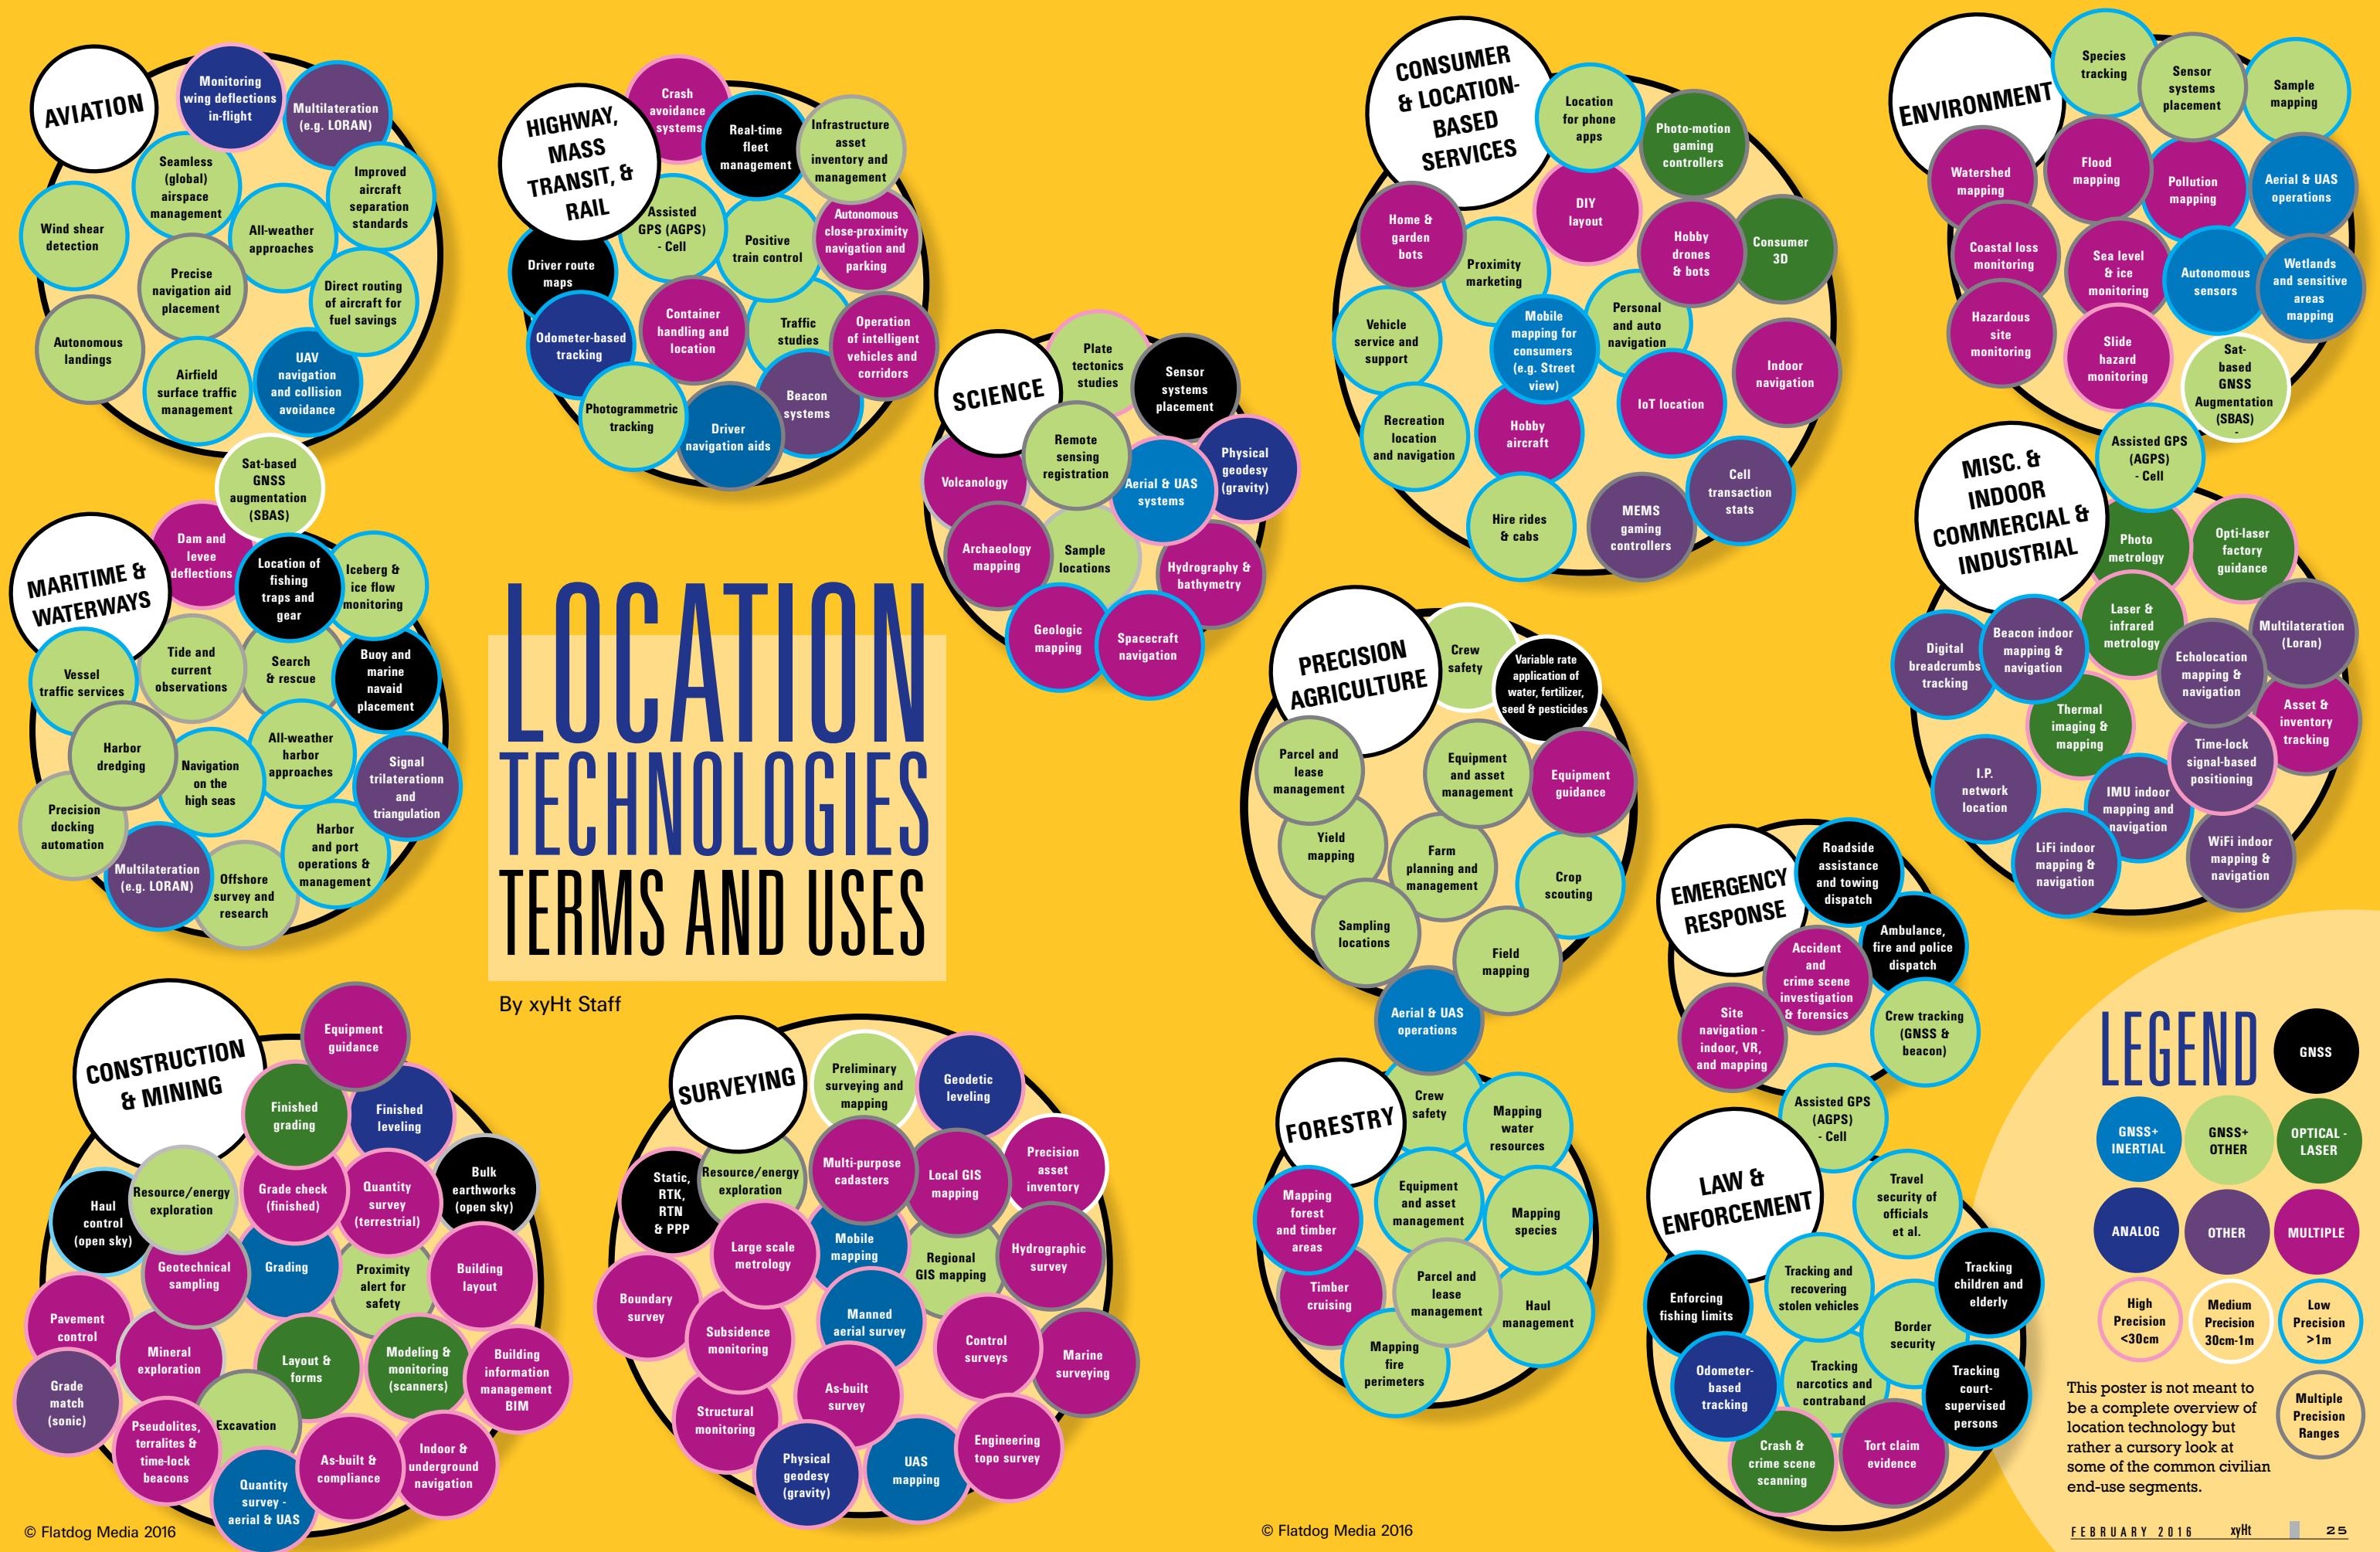 AVIATION
Monitoring
wing deflections
in-flight
Multilateration
(e.g. LORAN)
Seamless
(global)
airspace
management
Improved
aircraft
separation
standards
Wind shear
detection
All-weather
approaches
Precise
navigation aid
placement
Direct routing
of aircraft for
fuel savings
Autonomous
landings
Airfield
surface traffic
management
UAV
navigation
and collision
avoidance
Sat-based
GNSS
augmentation
(SBAS)
MARITIME &
WATERWAYS
Dam and
levee
deflections
Location of
fishing
traps and
gear
Iceberg &
ice flow
monitoring
Vessel
traffic services
Tide and
current
observations
Search
& rescue
Buoy and
marine
navaid
placement
Harbor
dredging
Navigation
on the
high seas
All-weather
harbor
approaches
Signal
trilaterationn
and
triangulation
Precision
docking
automation
Multilateration
(e.g. LORAN)
Offshore
survey and
research
Harbor
and port
operations &
management
CONSTRUCTION
& MINING
Equipment
guidance
Finished
grading
Finished
leveling
Haul
control
(open sky)
Resource/energy
exploration
Grade check
(finished)
Quantity
survey
(terrestrial)
Bulk
earthworks
(open sky)
Geotechnical
sampling
Grading
Proximity
alert for
safety
Building
layout
Pavement
control
Mineral
exploration
Layout &
forms
Modeling &
monitoring
(scanners)
Building
information
management
BIM
Grade
match
(sonic)
Pseudolites,
terralites &
time-lock
beacons
Excavation
Quantity
survey -
aerial & UAS
As-built &
compliance
Indoor &
underground
navigation
© Flatdog Media 2016
HIGHWAY,
MASS
TRANSIT, &
RAIL
Crash
avoidance
systems
Real-time
fleet
management
Infrastructure
asset
inventory and
management
Assisted
GPS (AGPS)
- Cell
Positive
train control
Autonomous
close-proximity
navigation and
parking
Driver route
maps
Odometer-based
tracking
Container
handling and
location
Traffic
studies
Operation
of intelligent
vehicles and
corridors
Photogrammetric
tracking
Driver
navigation aids
Beacon
systems
LOCATION
TECHNOLOGIES
TERMS AND USES
By xyHt Staff
SCIENCE
Plate
tectonics
studies
Sensor
systems
placement
Remote
sensing
registration
Volcanology
Aerial & UAS
systems
Physical
geodesy
(gravity)
Archaeology
mapping
Sample
locations
Hydrography &
bathymetry
Geologic
mapping
Spacecraft
navigation
SURVEYING
Preliminary
surveying and
mapping
Geodetic
leveling
Static,
RTK,
RTN
& PPP
Resource/energy
exploration
Multi-purpose
cadasters
Local GIS
mapping
Precision
asset
inventory
Large scale
metrology
Mobile
mapping
Regional
GIS mapping
Hydrographic
survey
Boundary
survey
Subsidence
monitoring
Manned
aerial survey
Control
surveys
Marine
surveying
Structural
monitoring
As-built
survey
Physical
geodesy
(gravity)
UAS
mapping
Engineering
topo survey
CONSUMER
& LOCATION-
BASED
SERVICES
Location
for phone
apps
Photo-motion
gaming
controllers
Home &
garden
bots
DIY
layout
Hobby
drones
& bots
Consumer
3D
Proximity
marketing
Vehicle
service and
support
Mobile
mapping for
consumers
(e.g. Street
view)
Personal
and auto
navigation
Indoor
navigation
Recreation
location
and navigation
Hobby
aircraft
IoT location
Hire rides
& cabs
MEMS
gaming
controllers
Cell
transaction
stats
PRECISION
AGRICULTURE
Crew
safety
Variable rate
application of
water, fertilizer,
seed & pesticides
Parcel and
lease
management
Equipment
and asset
management
Equipment
guidance
Yield
mapping
Farm
planning and
management
Crop
scouting
Sampling
locations
Field
mapping
Aerial & UAS
operations
FORESTRY
Crew
safety
Mapping
water
resources
Mapping
forest
and timber
areas
Equipment
and asset
management
Mapping
species
Timber
cruising
Parcel and
lease
management
Haul
management
Mapping
fire
perimeters
© Flatdog Media 2016
ENVIRONMENT
Species
tracking
Sensor
systems
placement
Sample
mapping
Watershed
mapping
Flood
mapping
Pollution
mapping
Aerial & UAS
operations
Coastal loss
monitoring
Sea level
& ice
monitoring
Autonomous
sensors
Wetlands
and sensitive
areas
mapping
Hazardous
site
monitoring
Slide
hazard
monitoring
Sat-
based
GNSS
Augmentation
(SBAS)
-
MISC. &
INDOOR
COMMERCIAL &
INDUSTRIAL
Assisted GPS
(AGPS)
- Cell
Photo
metrology
Opti-laser
factory
guidance
Digital
breadcrumbs
tracking
Beacon indoor
mapping &
navigation
Laser &
infrared
metrology
Echolocation
mapping &
navigation
Multilateration
(Loran)
Thermal
imaging &
mapping
Asset &
inventory
tracking
Time-lock
signal-based
positioning
I.P.
network
location
IMU indoor
mapping and
navigation
LiFi indoor
mapping &
navigation
WiFi indoor
mapping &
navigation
EMERGENCY
RESPONSE
Roadside
assistance
and towing
dispatch
Ambulance,
fire and police
dispatch
Accident
and
crime scene
investigation
& forensics
Site
navigation -
indoor, VR,
and mapping
Crew tracking
(GNSS &
beacon)
Assisted GPS
(AGPS)
- Cell
LAW &
ENFORCEMENT
Travel
security of
officials
et al.
Enforcing
fishing limits
Tracking and
recovering
stolen vehicles
Tracking
children and
elderly
Border
security
Odometer-
based
tracking
Tracking
narcotics and
contraband
Tracking
court-
supervised
persons
Crash &
crime scene
scanning
Tort claim
evidence
LEGEND
GNSS
GNSS+
INERTIAL
GNSS+
OTHER
OPTICAL -
LASER
ANALOG
OTHER
MULTIPLE
High
Precision
<30cm
Medium
Precision
30cm-1m
Low
Precision
>1m
Multiple
Precision
Ranges
This poster is not meant to
be a complete overview of
location technology but
rather a cursory look at
some of the common civilian
end-use segments.
FEBRUARY 2016 xyHt 25